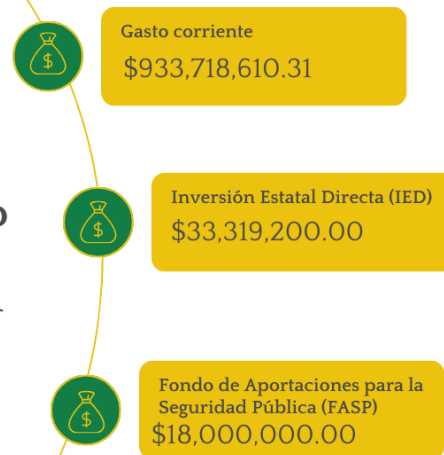 Gasto corriente
$933,718,610.31
Inversión Estatal Directa (IED)
$33,319,200.00
Fondo de Aportaciones para la
Seguridad Pública (FASP)
$18,000,000.00